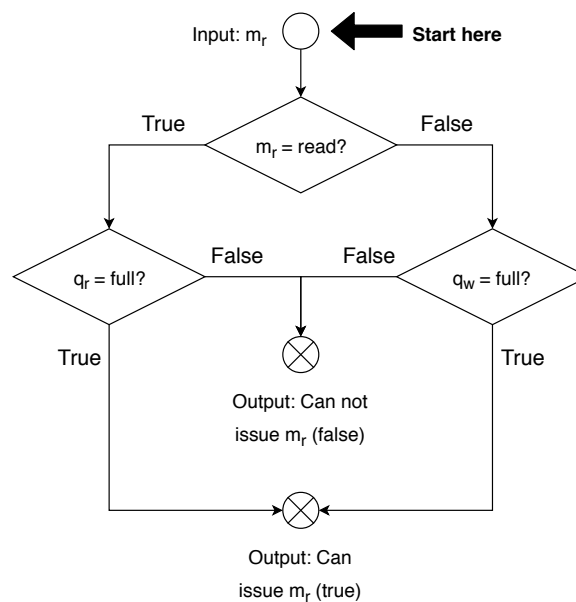 Input: mᵣ
Start here
True
False
mᵣ = read?
False
False
qᵣ = full?
q_w = full?
True
True
Output: Can not
issue mᵣ (false)
Output: Can
issue mᵣ (true)